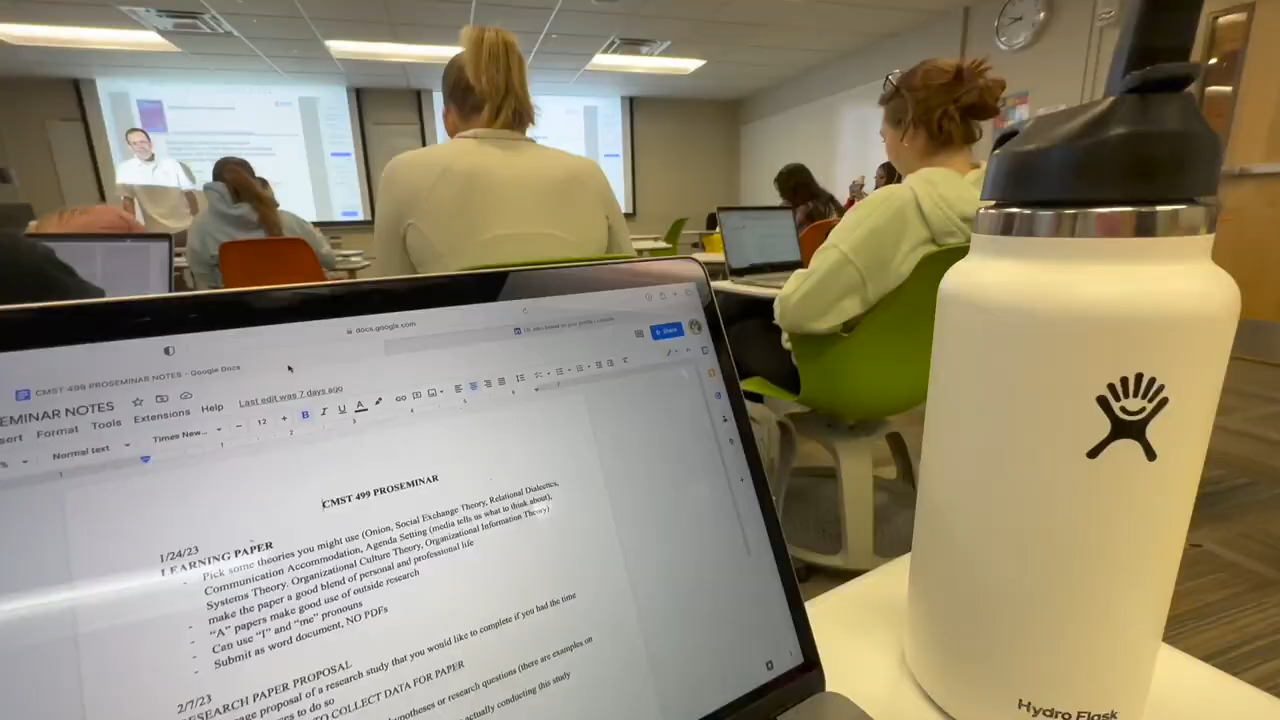 docs.google.com
CMST 499 PROSEMINAR NOTES - Google Docs
Share
EMINAR NOTES
sert Format Tools Extensions Help Last edit was 7 days ago
Normal text Times New... 12 B I U A
CMST 499 PROSEMINAR
1/24/23
LEARNING PAPER
- Pick some theories you might use (Onion, Social Exchange Theory, Relational Dialectics,
Communication Accommodation, Agenda Setting (media tells us what to think about),
Systems Theory, Organizational Culture Theory, Organizational Information Theory)
- make the paper a good blend of personal and professional life
- "A" papers make good use of outside research
- Can use "I" and "me" pronouns
- Submit as word document, NO PDFs
2/7/23
RESEARCH PAPER PROPOSAL
page proposal of a research study that you would like to complete if you had the time
ces to do so
TO COLLECT DATA FOR PAPER
hypotheses or research questions (there are examples on
actually conducting this study
Hydro Flask